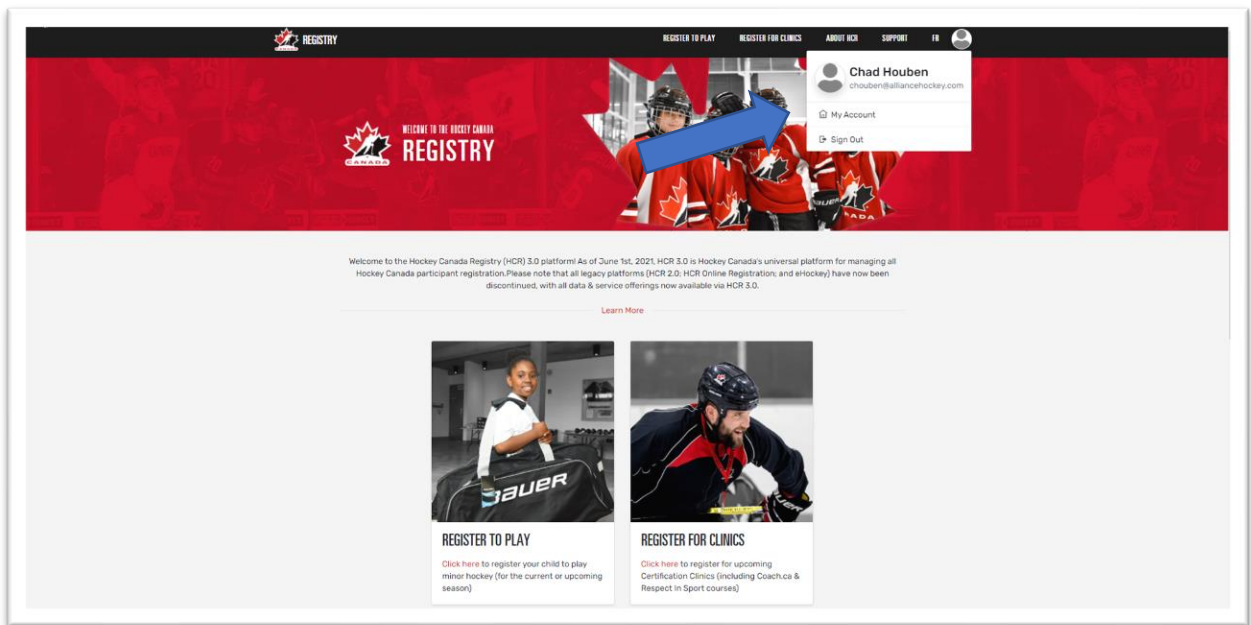 CANADA
REGISTRY
REGISTER TO PLAY REGISTER FOR CLINICS ABOUT HCR SUPPORT FR
Chad Houben
chouben@alliancehockey.com
My Account
Sign Out
CANADA
WELCOME TO THE HOCKEY CANADA
REGISTRY
Welcome to the Hockey Canada Registry (HCR) 3.0 platform! As of June 1st, 2021, HCR 3.0 is Hockey Canada's universal platform for managing all
Hockey Canada participant registration.Please note that all legacy platforms (HCR 2.0; HCR Online Registration; and eHockey) have now been
discontinued, with all data & service offerings now available via HCR 3.0.
Learn More
BAUER
REGISTER TO PLAY
Click here to register your child to play
minor hockey (for the current or upcoming
season)
REGISTER FOR CLINICS
Click here to register for upcoming
Certification Clinics (including Coach.ca &
Respect in Sport courses)